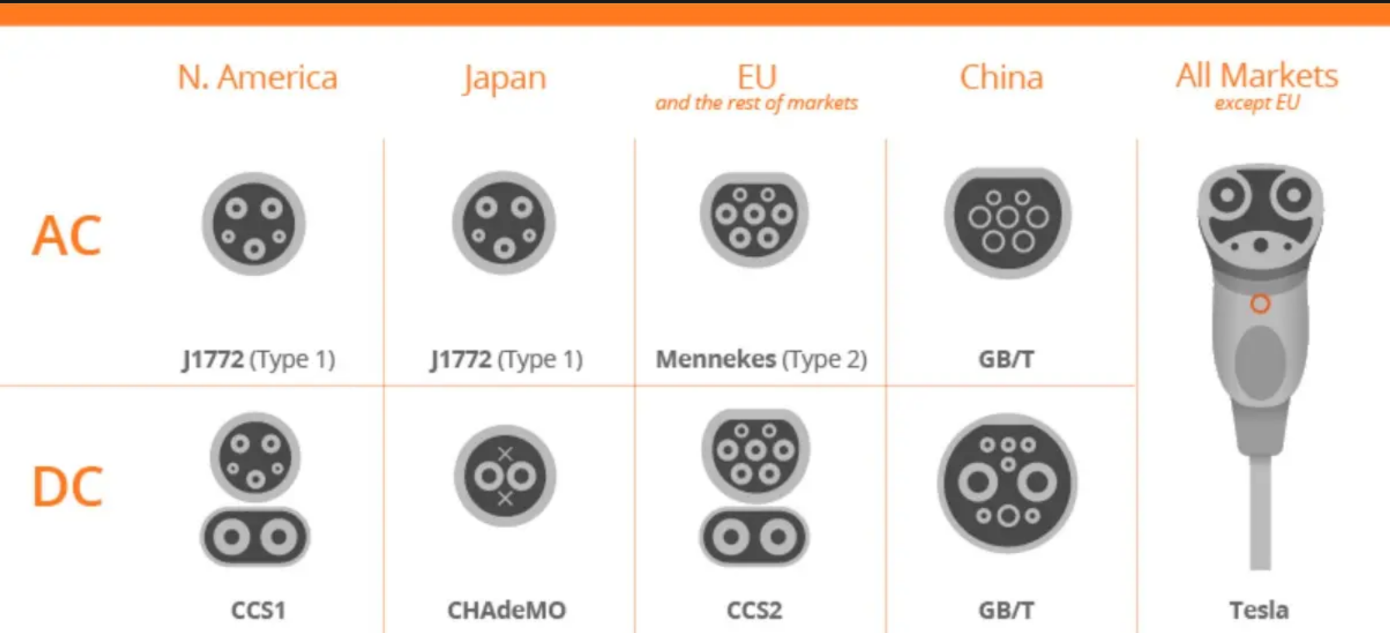 N. America
Japan
EU
and the rest of markets
China
All Markets
except EU
AC
J1772 (Type 1)
J1772 (Type 1)
Mennekes (Type 2)
GB/T
DC
CCS1
CHAdeMO
CCS2
GB/T
Tesla